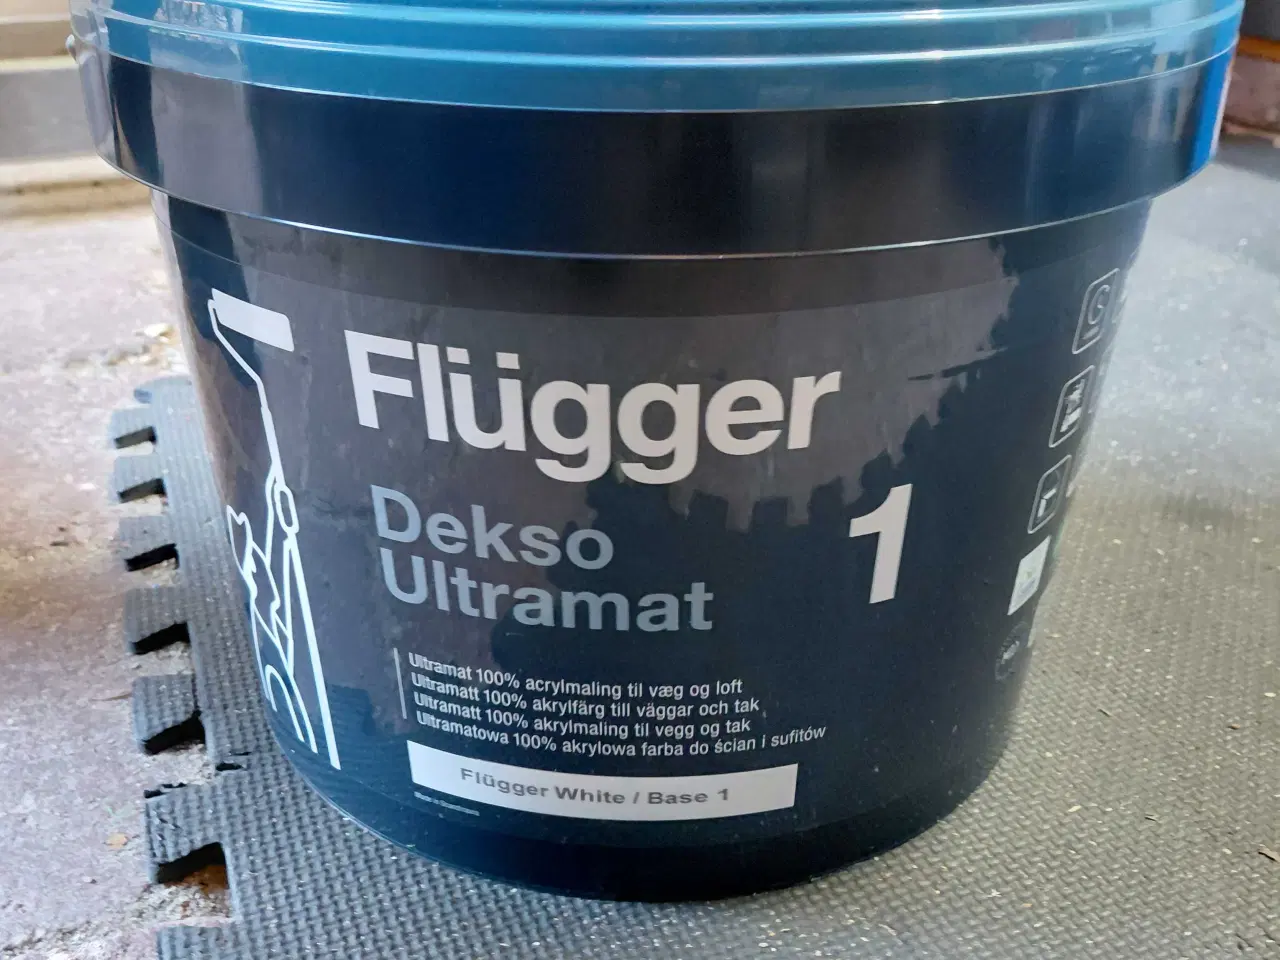 Flügger
Dekso
Ultramat
1
Ultramat 100% acrylmaling til væg og loft
Ultramatt 100% akrylfärg till väggar och tak
Ultramatt 100% akrylmaling til vegg og tak
Ultramatowa 100% akrylowa farba do ścian i sufitów
Flügger White / Base 1